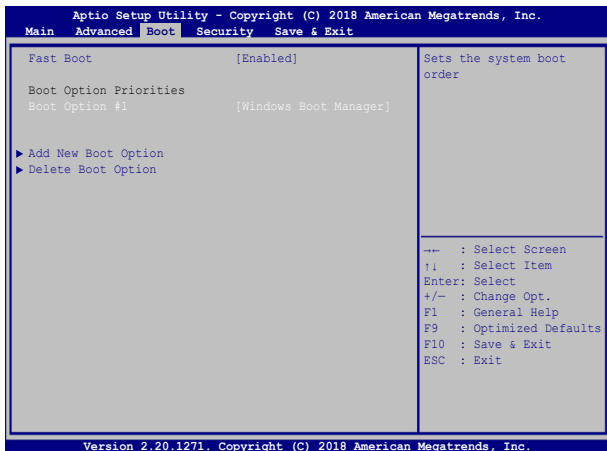 Aptio Setup Utility - Copyright (C) 2018 American Megatrends, Inc.
Main Advanced Boot Security Save & Exit
Fast Boot [Enabled]
Boot Option Priorities
Boot Option #1 [Windows Boot Manager]
▶ Add New Boot Option
▶ Delete Boot Option
Sets the system boot
order
→← : Select Screen
↑↓ : Select Item
Enter: Select
+/— : Change Opt.
F1 : General Help
F9 : Optimized Defaults
F10 : Save & Exit
ESC : Exit
Version 2.20.1271. Copyright (C) 2018 American Megatrends, Inc.